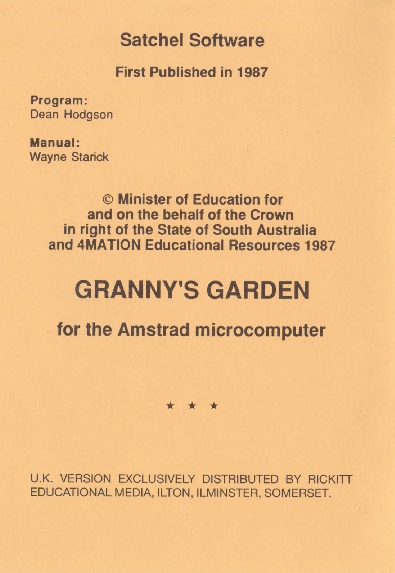 Satchel Software
First Published in 1987
Program:
Dean Hodgson
Manual:
Wayne Starick
© Minister of Education for
and on the behalf of the Crown
in right of the State of South Australia
and 4MATION Educational Resources 1987
GRANNY'S GARDEN
for the Amstrad microcomputer
★ ★ ★
U.K. VERSION EXCLUSIVELY DISTRIBUTED BY RICKITT
EDUCATIONAL MEDIA, ILTON, ILMINSTER, SOMERSET.